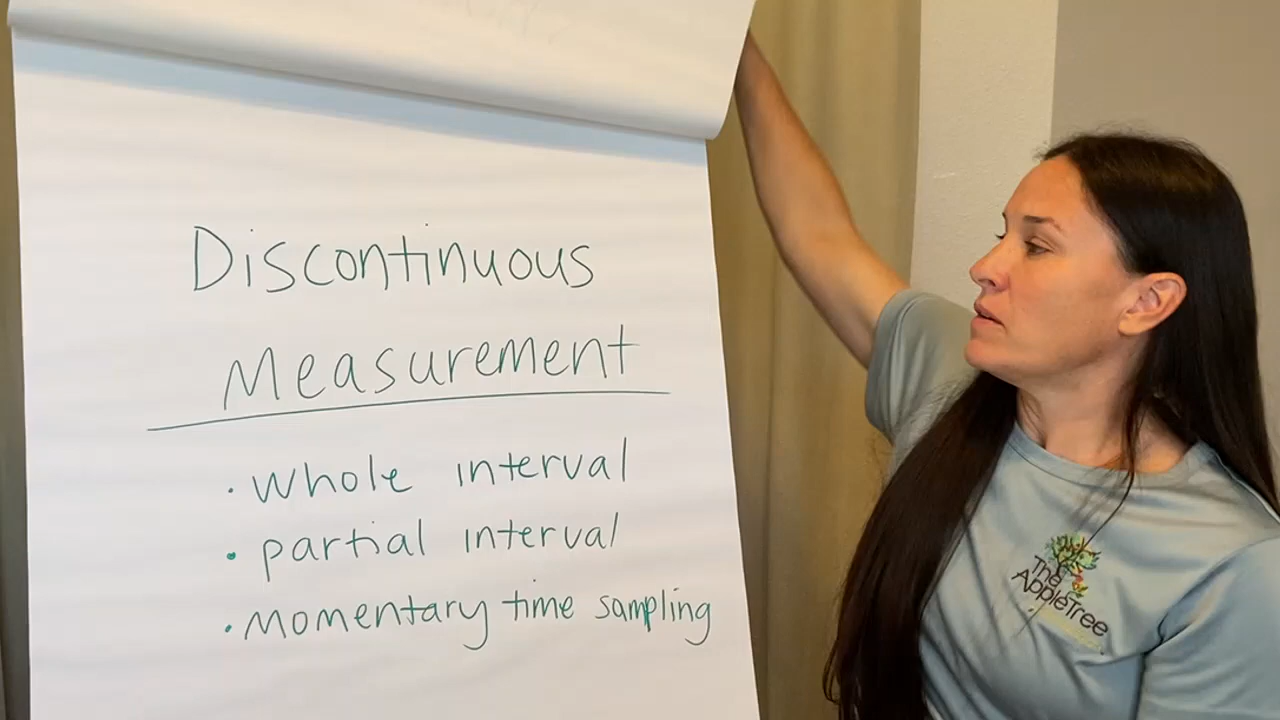 Discontinuous
Measurement
• whole interval
• partial interval
• momentary time sampling
The
AppleTree